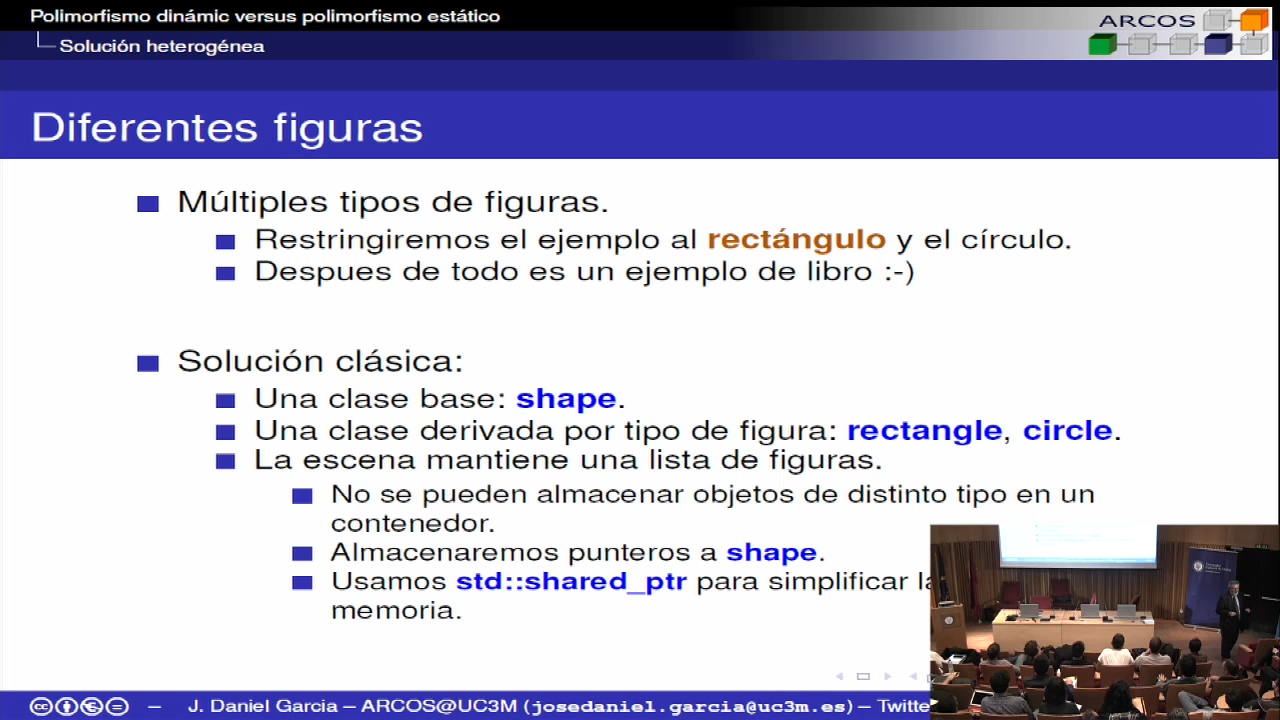 Polimorfismo dinámic versus polimorfismo estático
Solución heterogénea
ARCOS
Diferentes figuras
Múltiples tipos de figuras.
Restringiremos el ejemplo al rectángulo y el círculo.
Despues de todo es un ejemplo de libro :-)
Solución clásica:
Una clase base: shape.
Una clase derivada por tipo de figura: rectangle, circle.
La escena mantiene una lista de figuras.
No se pueden almacenar objetos de distinto tipo en un
contenedor.
Almacenaremos punteros a shape.
Usamos std::shared_ptr para simplificar la
memoria.
– J. Daniel Garcia – ARCOS@UC3M (josedaniel.garcia@uc3m.es) – Twitte